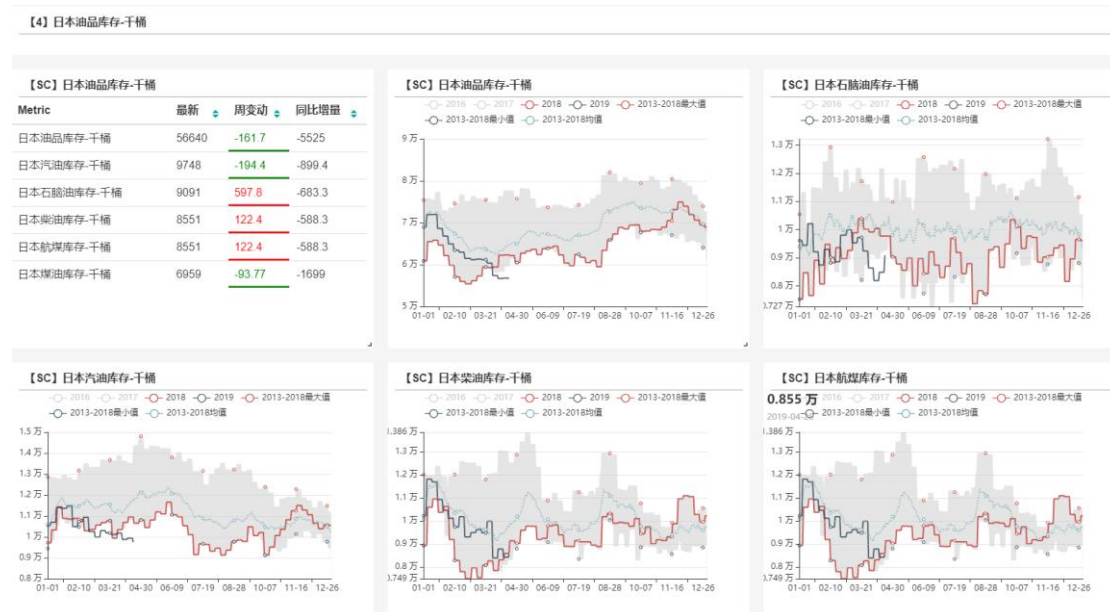 【4】日本油品库存-千桶
【SC】日本油品库存-千桶
Metric 最新 周变动 同比增量
日本油品库存-千桶 56640 -161.7 -5525
日本汽油库存-千桶 9748 -194.4 -899.4
日本石脑油库存-千桶 9091 597.8 -683.3
日本柴油库存-千桶 8551 122.4 -588.3
日本航煤库存-千桶 8551 122.4 -588.3
日本煤油库存-千桶 6959 -93.77 -1699
【SC】日本油品库存-千桶
2016 2017 2018 2019 2013-2018最大值
2013-2018最小值 2013-2018均值
9 万
8 万
7 万
6 万
5 万
01-01 02-10 03-21 04-30 06-09 07-19 08-28 10-07 11-16 12-26
【SC】日本石脑油库存-千桶
2016 2017 2018 2019 2013-2018最大值
2013-2018最小值 2013-2018均值
1.3 万
1.2 万
1.1 万
1 万
0.9 万
0.8 万
0.727 万
01-01 02-10 03-21 04-30 06-09 07-19 08-28 10-07 11-16 12-26
【SC】日本汽油库存-千桶
2016 2017 2018 2019 2013-2018最大值
2013-2018最小值 2013-2018均值
1.5 万
1.4 万
1.3 万
1.2 万
1.1 万
1 万
0.9 万
0.8 万
01-01 02-10 03-21 04-30 06-09 07-19 08-28 10-07 11-16 12-26
【SC】日本柴油库存-千桶
2016 2017 2018 2019 2013-2018最大值
2013-2018最小值 2013-2018均值
1.386 万
1.3 万
1.2 万
1.1 万
1 万
0.9 万
0.8 万
0.749 万
01-01 02-10 03-21 04-30 06-09 07-19 08-28 10-07 11-16 12-26
【SC】日本航煤库存-千桶
0.855 万
2016 2017 2018 2019 2013-2018最大值
2013-2018最小值 2013-2018均值
1.386 万
1.3 万
1.2 万
1.1 万
1 万
0.9 万
0.8 万
0.749 万
01-01 02-10 03-21 04-30 06-09 07-19 08-28 10-07 11-16 12-26